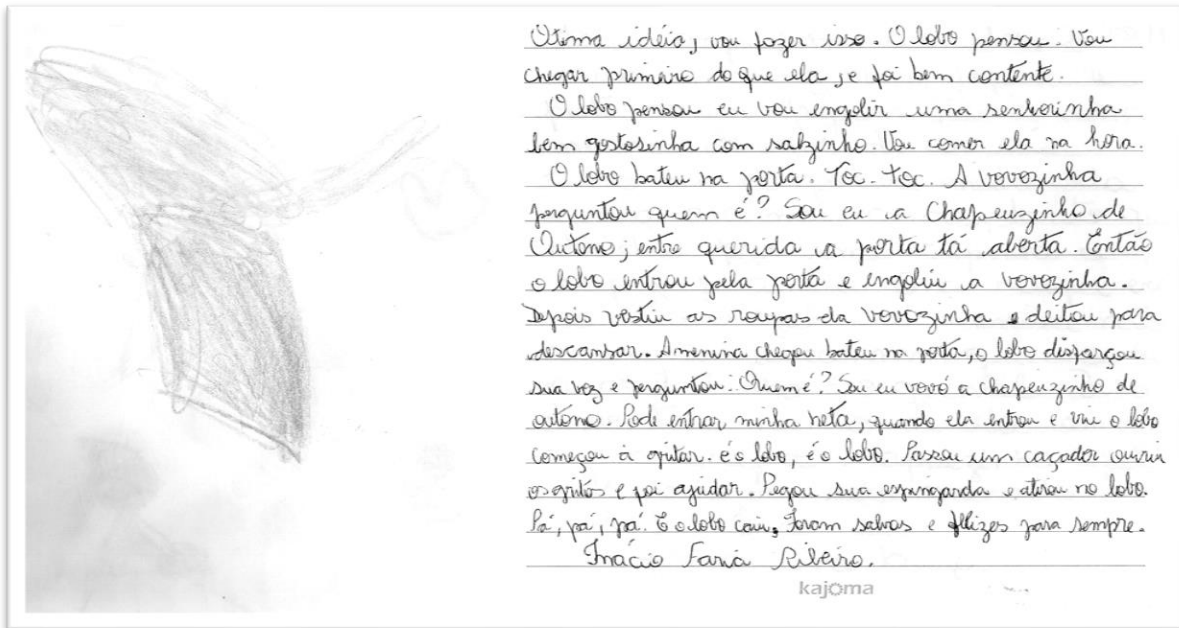 Otima idéia, vou fazer isso. O lobo pensou. Vou
chegar primeiro do que ela, e foi bem contente.
O lobo pensou eu vou engolir uma senhorinha
bem gostosinha com salzinho. Vou comer ela na hora.
O lobo bateu na porta. Toc. Toc. A vovozinha
perguntou quem é? Sou eu a Chapeuzinho de
Outono; entre querida a porta tá aberta. Então
o lobo entrou pela porta e engoliu a vovozinha.
Depois vestiu as roupas da vovozinha e deitou para
descansar. A menina chegou bateu na porta, o lobo disfarçou
sua voz e perguntou: Quem é? Sou eu vovó a chapeuzinho de
outono. Pode entrar minha neta, quando ela entrou e viu o lobo
começou à gritar. é o lobo, é o lobo. Passou um caçador ouviu
os gritos e foi ajudar. Pegou sua espingarda e atirou no lobo.
Pá, pá, pá. E o lobo caiu. Foram salvas e felizes para sempre.
Inácio Faria Ribeiro.
kajoma